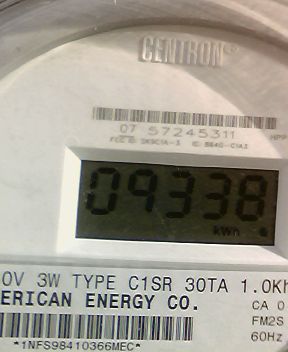 CENTRON®
07 57245311
kWh
09338
0V 3W TYPE C1SR 30TA 1.0Kh
ERICAN ENERGY CO.
CA 0
FM2S
60Hz
*1NFS98410366MEC*